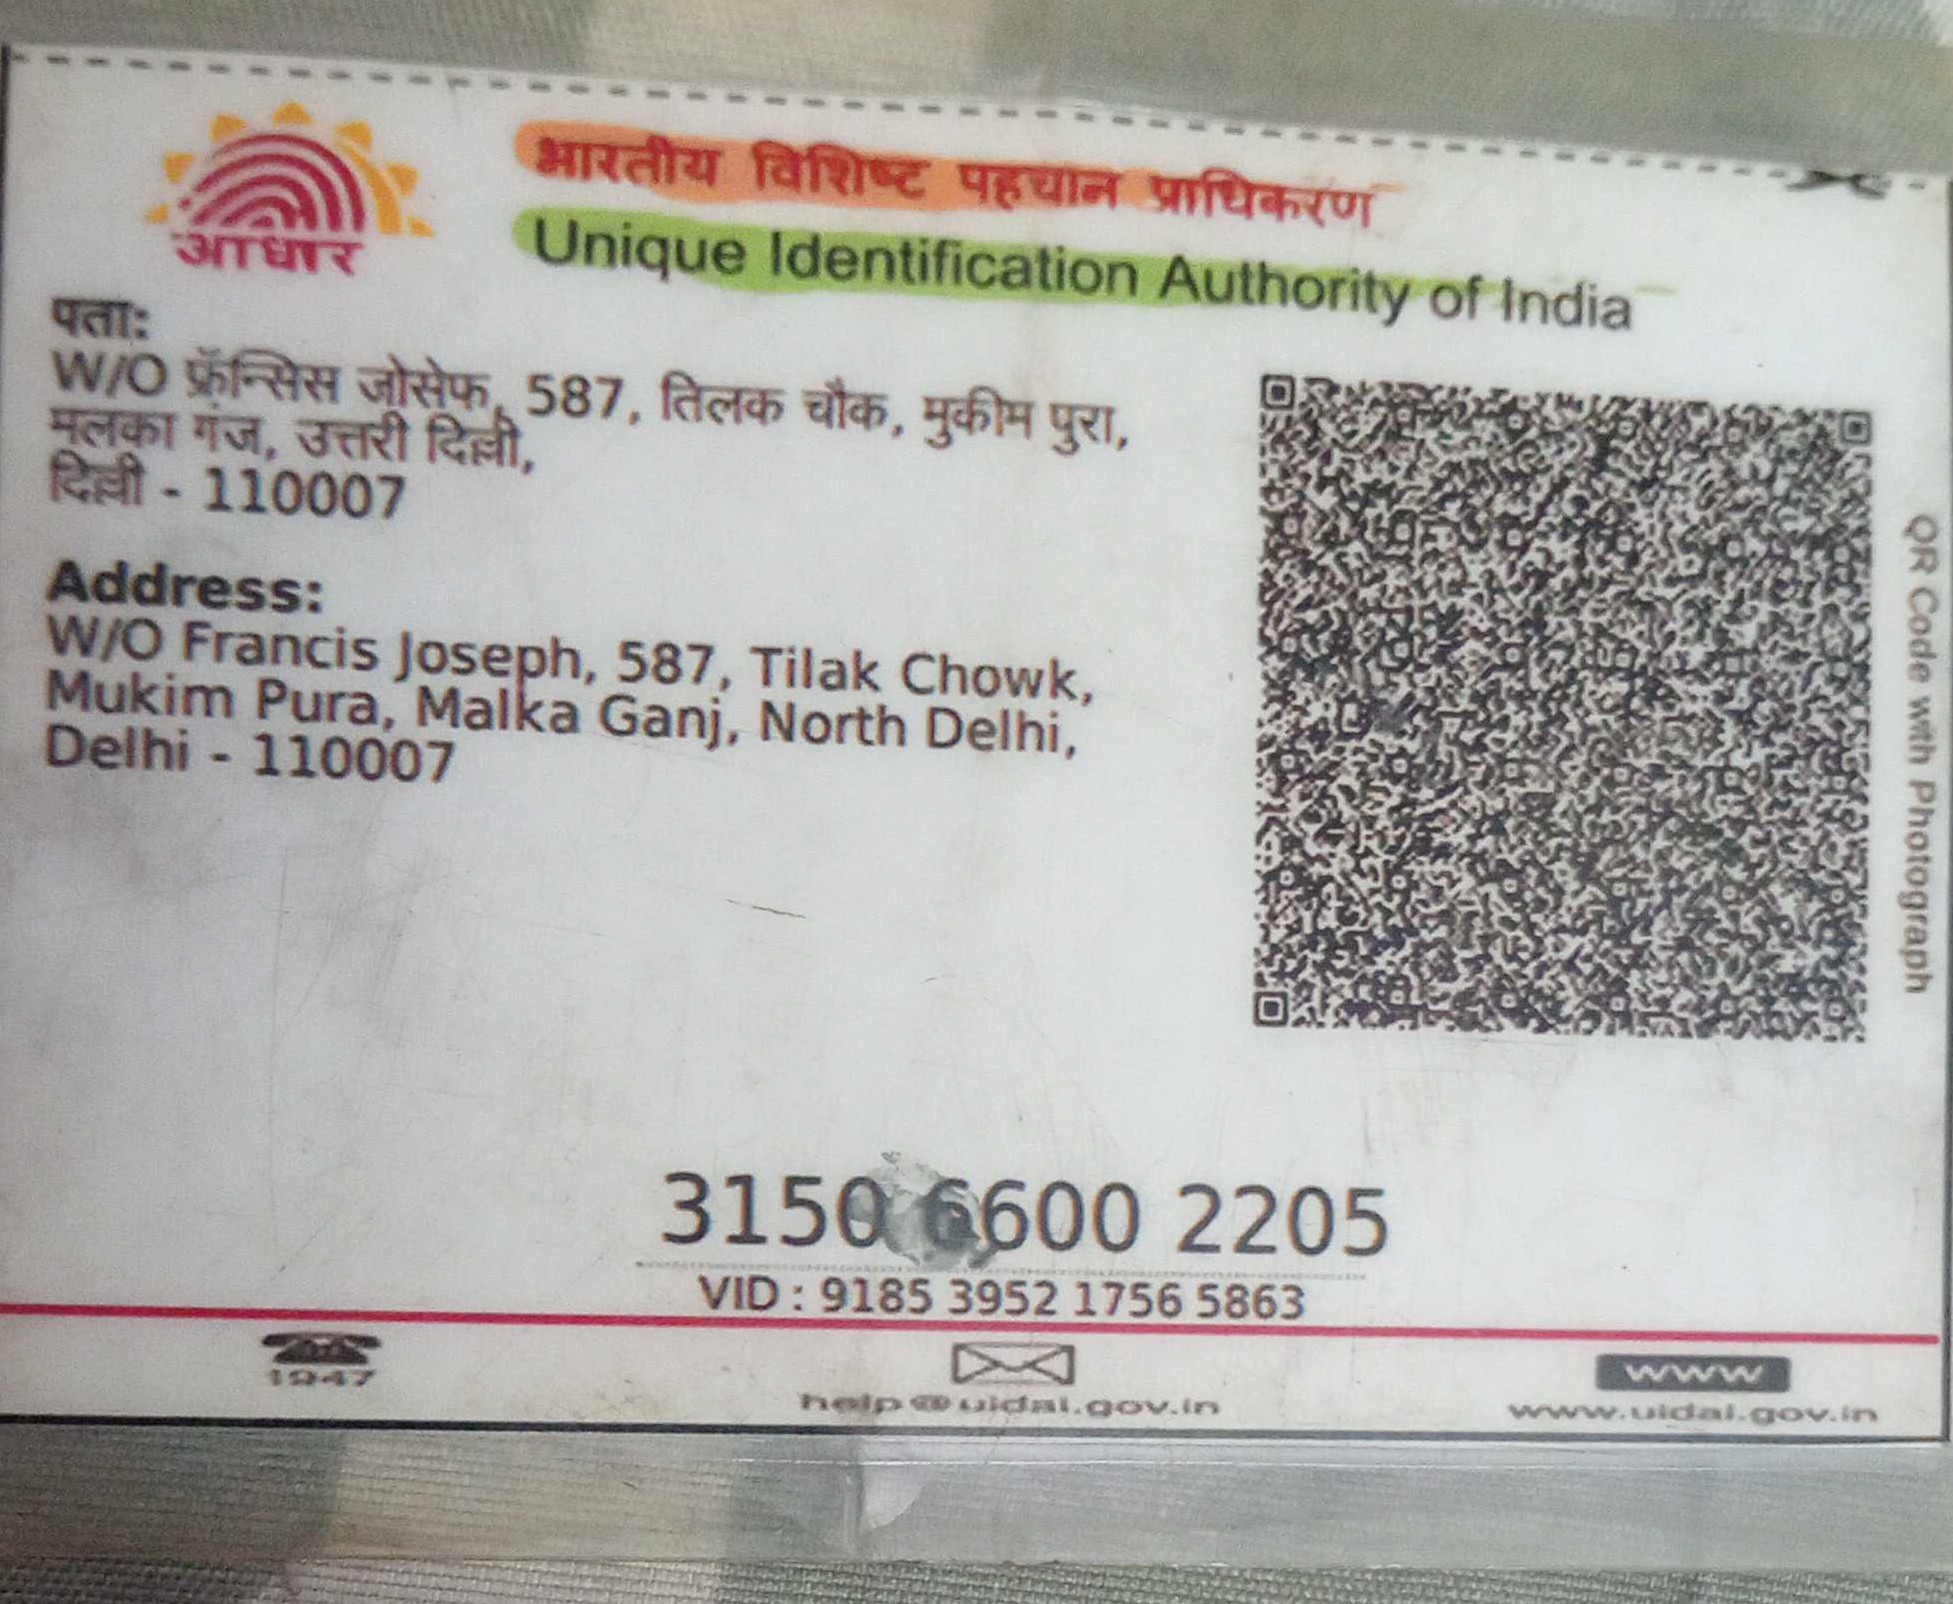 आधार
भारतीय विशिष्ट पहचान प्राधिकरण
Unique Identification Authority of India
पता:
W/O फ्रॅन्सिस जोसेफ, 587, तिलक चौक, मुकीम पुरा,
मलका गंज, उत्तरी दिल्ली,
दिल्ली - 110007
Address:
W/O Francis Joseph, 587, Tilak Chowk,
Mukim Pura, Malka Ganj, North Delhi,
Delhi - 110007
QR Code with Photograph
3150 6600 2205
VID : 9185 3952 1756 5863
1947
help@uidai.gov.in
www
www.uidai.gov.in